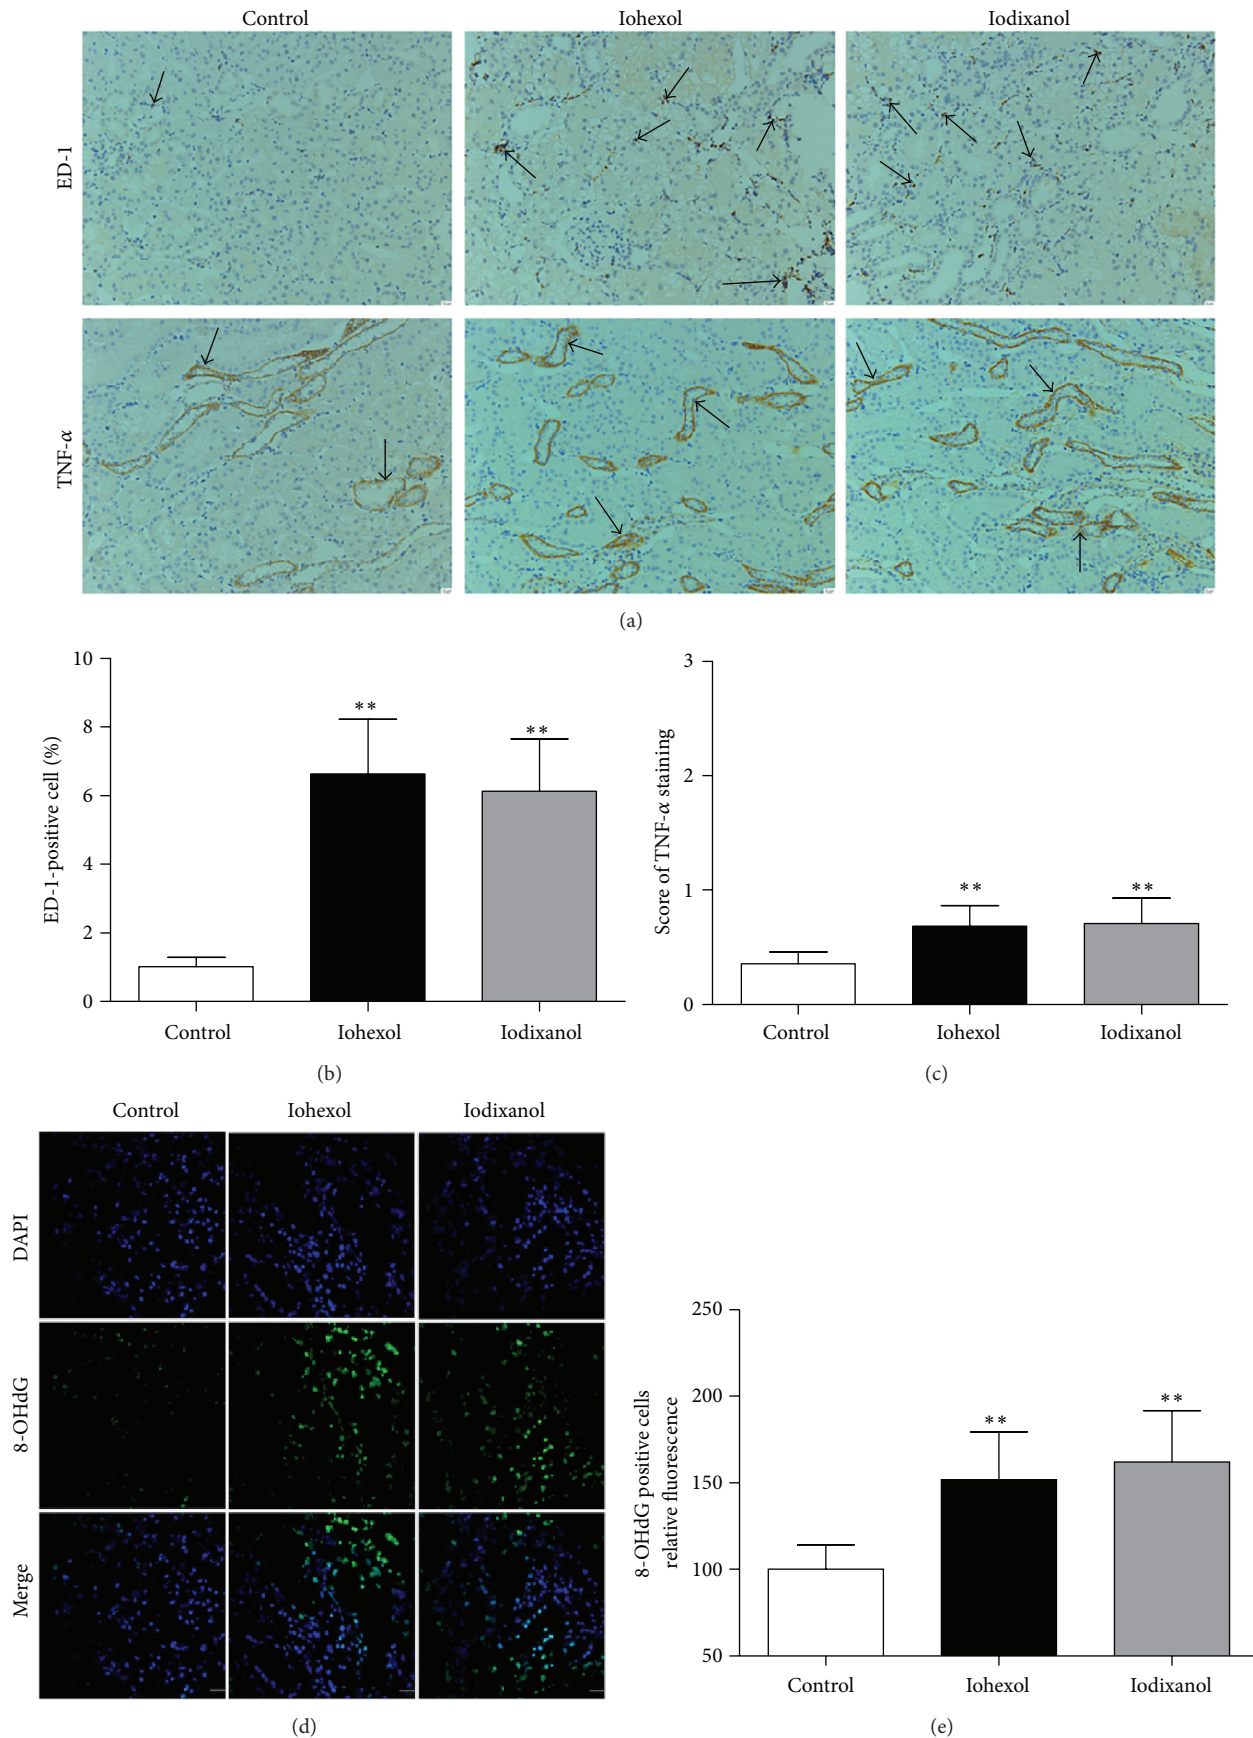 Control Iohexol Iodixanol
ED-1
TNF-α
(a)
ED-1-positive cell (%)
10
8
6
4
2
0
** **
Control Iohexol Iodixanol
(b)
Score of TNF-α staining
3
2
1
0
** **
Control Iohexol Iodixanol
(c)
Control Iohexol Iodixanol
DAPI
8-OHdG
Merge
(d)
8-OHdG positive cells
relative fluorescence
250
200
150
100
50
** **
Control Iohexol Iodixanol
(e)